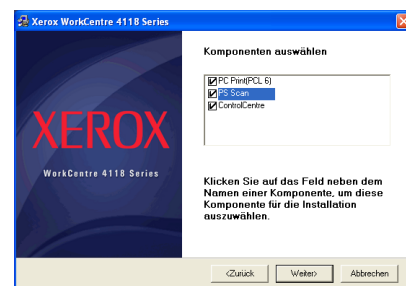 Xerox WorkCentre 4118 Series
Komponenten auswählen
PC Print(PCL 6)
PS Scan
ControlCentre
XEROX
WorkCentre 4118 Series
Klicken Sie auf das Feld neben dem
Namen einer Komponente, um diese
Komponente für die Installation
auszuwählen.
<Zurück
Weiter>
Abbrechen